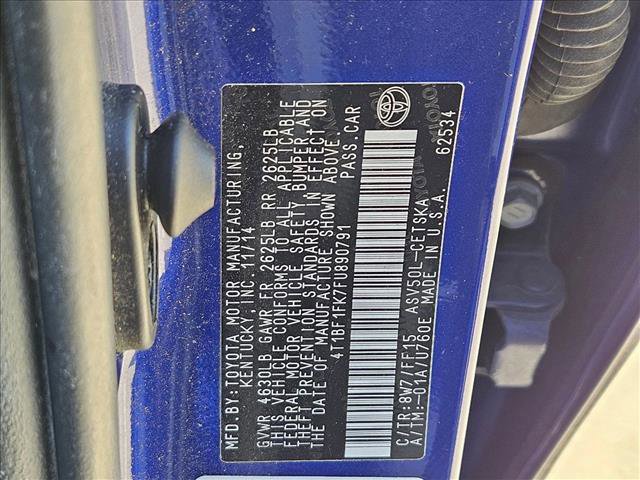 MFD.BY:TOYOTA MOTOR MANUFACTURING,
KENTUCKY, INC. 11/14
GVWR 4630LB GAWR FR 2625LB RR 2625LB
THIS VEHICLE CONFORMS TO ALL APPLICABLE
FEDERAL MOTOR VEHICLE SAFETY, BUMPER,AND
THEFT PREVENTION STANDARDS IN EFFECT ON
THE DATE OF MANUFACTURE SHOWN ABOVE.
4T1BF1FK7FU890791 PASS.CAR
C/TR:8W7/FF15 ASV50L-CETSKA
A/TM:-01A/U760E MADE IN U.S.A.
62534